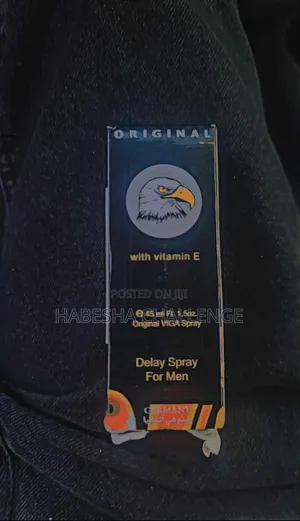 ORIGINAL
with vitamin E
POSTED ON JIJI
HABESHA CHALLENGE
45 ml Fl. 1.5oz.
Original VIGA Spray
Delay Spray
For Men
GERMANY